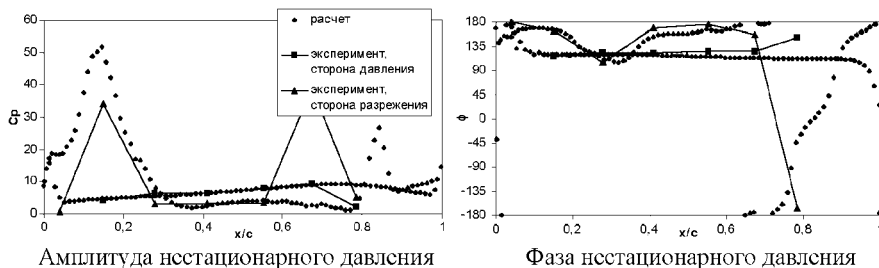 60
50
40
30
20
10
0
Cp
0 0,2 0,4 0,6 0,8 1
x/c
расчет
эксперимент,
сторона давления
эксперимент,
сторона разрежения
Амплитуда нестационарного давления
180
135
90
45
0
-45
-90
-135
-180
ф
0 0,2 0,4 0,6 0,8 1
x/c
Фаза нестационарного давления